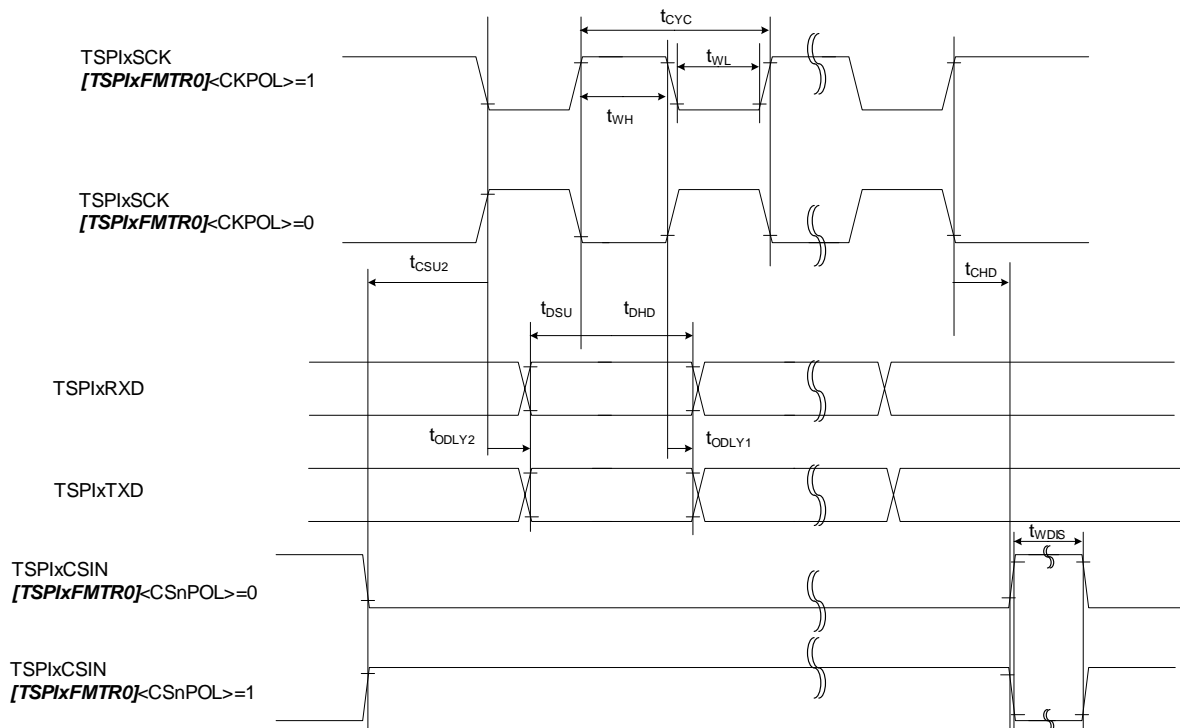 tCYC
TSPIxSCK
[TSPIxFMTR0]<CKPOL>=1
tWL
tWH
TSPIxSCK
[TSPIxFMTR0]<CKPOL>=0
tCSU2
tCHD
tDSU
tDHD
TSPIxRXD
tODLY2
tODLY1
TSPIxTXD
tWDIS
TSPIxCSIN
[TSPIxFMTR0]<CSnPOL>=0
TSPIxCSIN
[TSPIxFMTR0]<CSnPOL>=1